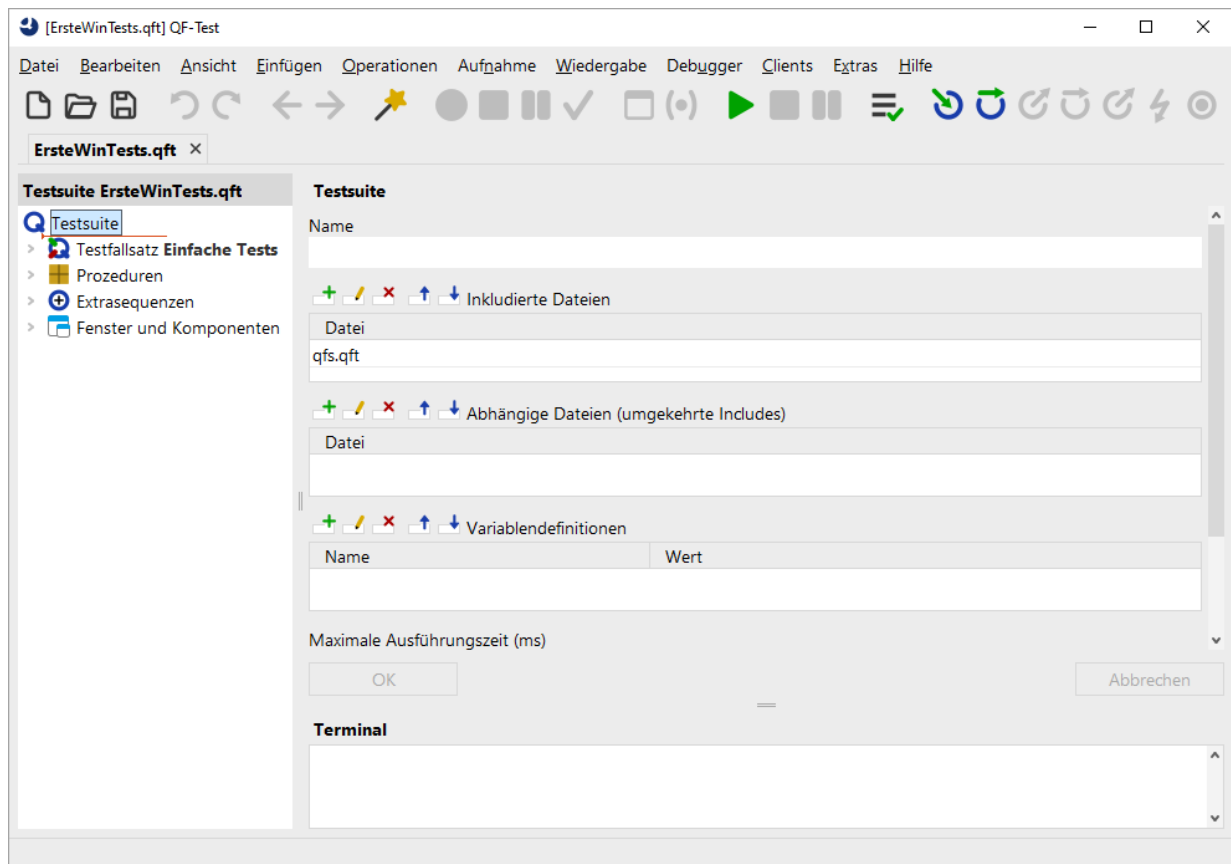 [ErsteWinTests.qft] QF-Test
Datei Bearbeiten Ansicht Einfügen Operationen Aufnahme Wiedergabe Debugger Clients Extras Hilfe
ErsteWinTests.qft
Testsuite ErsteWinTests.qft
Testsuite
Testfallsatz Einfache Tests
Prozeduren
Extrasequenzen
Fenster und Komponenten
Testsuite
Name
Inkludierte Dateien
Datei
qfs.qft
Abhängige Dateien (umgekehrte Includes)
Datei
Variablendefinitionen
Name Wert
Maximale Ausführungszeit (ms)
OK Abbrechen
Terminal